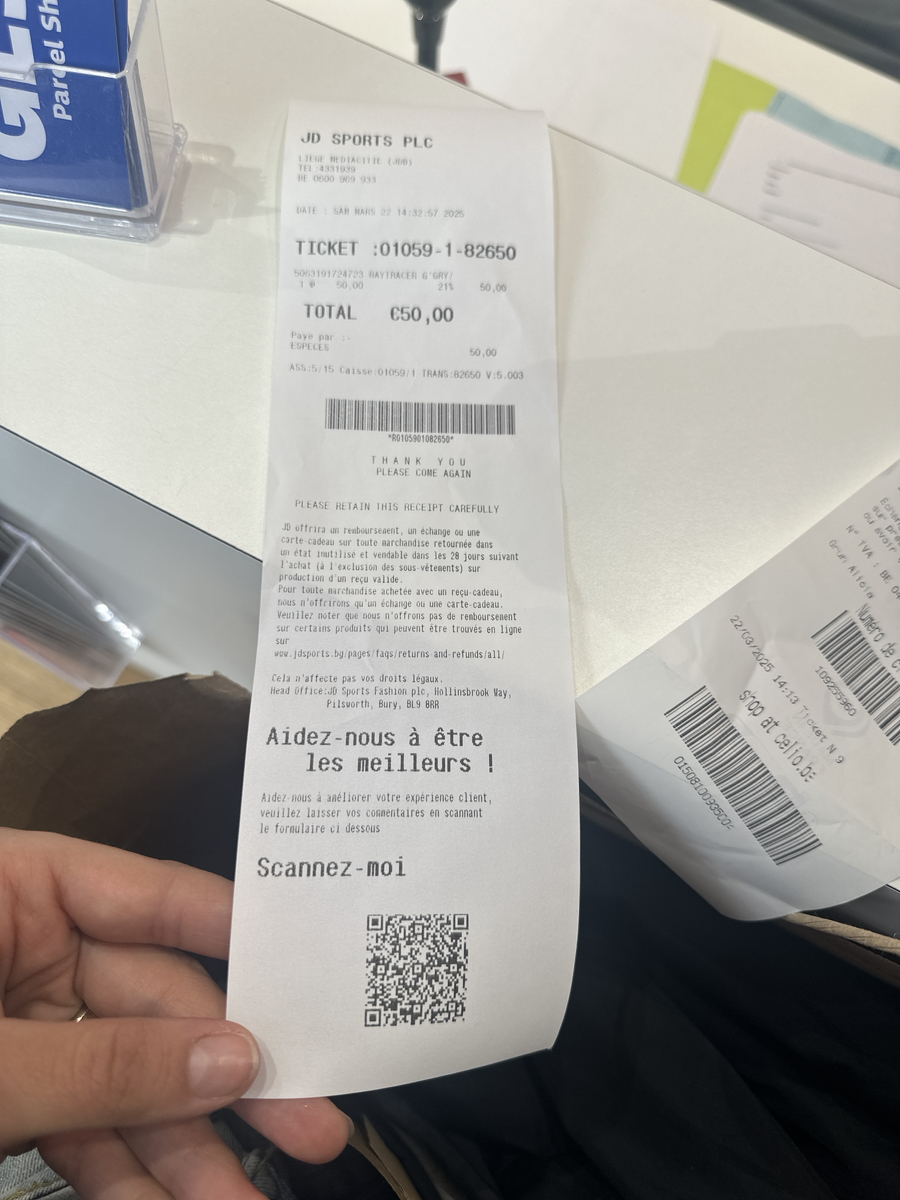 JD SPORTS PLC
LIEGE MEDIACITIE (JBH)
TEL:4331939
BE 0600 909 933
DATE : SAM MARS 22 14:32:57 2025
TICKET :01059-1-82650
5063191724723 RAYTRACER G'GRY/
1 @ 50,00 21% 50,00
TOTAL €50,00
Paye par :-
ESPECES
50,00
ASS:5/15 Caisse:01059/1 TRANS:82650 V:5.003
*R0105901082650*
THANK YOU
PLEASE COME AGAIN
PLEASE RETAIN THIS RECEIPT CAREFULLY
JD offrira un remboursement, un échange ou une
carte-cadeau sur toute marchandise retournée dans
un état inutilisé et vendable dans les 28 jours suivant
l'achat (à l'exclusion des sous-vêtements) sur
production d'un reçu valide.
Pour toute marchandise achetée avec un reçu-cadeau,
nous n'offrirons qu'un échange ou une carte-cadeau.
Veuillez noter que nous n'offrons pas de remboursement
sur certains produits qui peuvent être trouvés en ligne
sur
www.jdsports.bg/pages/faqs/returns-and-refunds/all/
Cela n'affecte pas vos droits légaux.
Head Office:JD Sports Fashion plc, Hollinsbrook Way,
Pilsworth, Bury, BL9 8RR
Aidez-nous à être
les meilleurs !
Aidez-nous à améliorer votre expérience client,
veuillez laisser vos commentaires en scannant
le formulaire ci dessous
Scannez-moi
Parcel Sh
N° TVA : BE
Numéro de c
109255960
22/03/2025 14:13 Ticket N 9
shop at celio.be